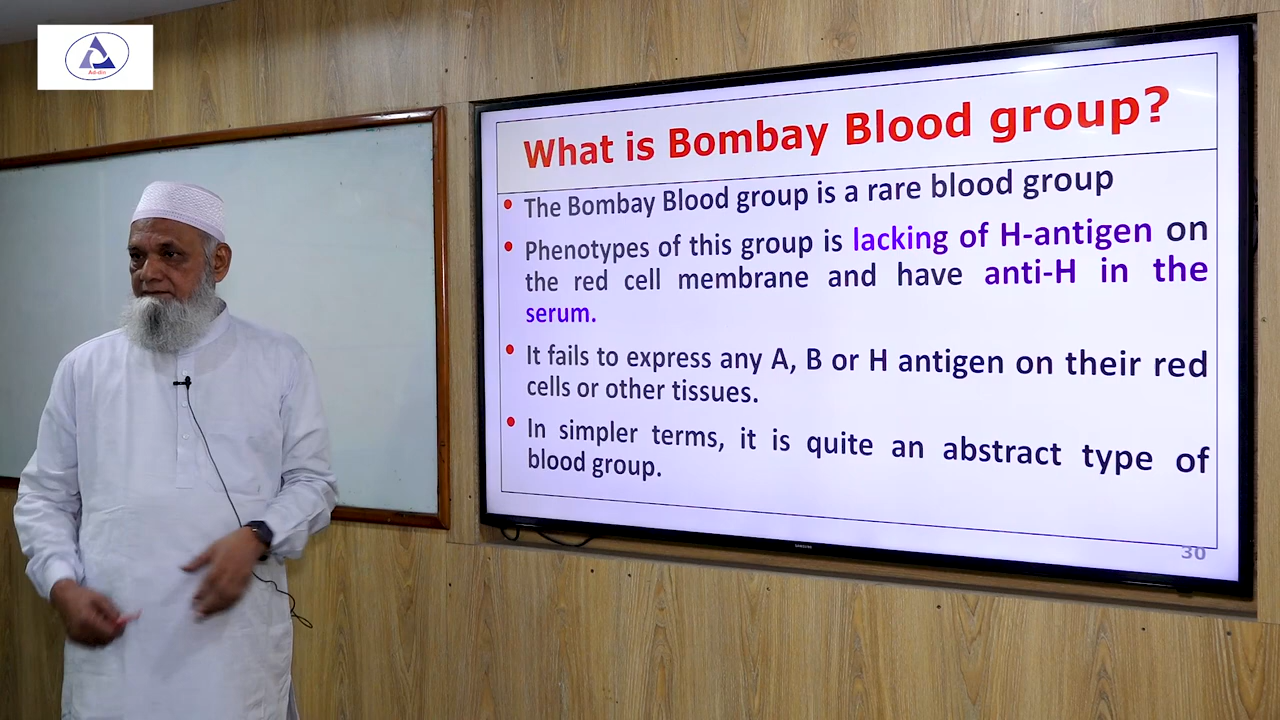 Ad-din
What is Bombay Blood group?
• The Bombay Blood group is a rare blood group
• Phenotypes of this group is lacking of H-antigen on
the red cell membrane and have anti-H in the
serum.
• It fails to express any A, B or H antigen on their red
cells or other tissues.
• In simpler terms, it is quite an abstract type of
blood group.
30
SAMSUNG